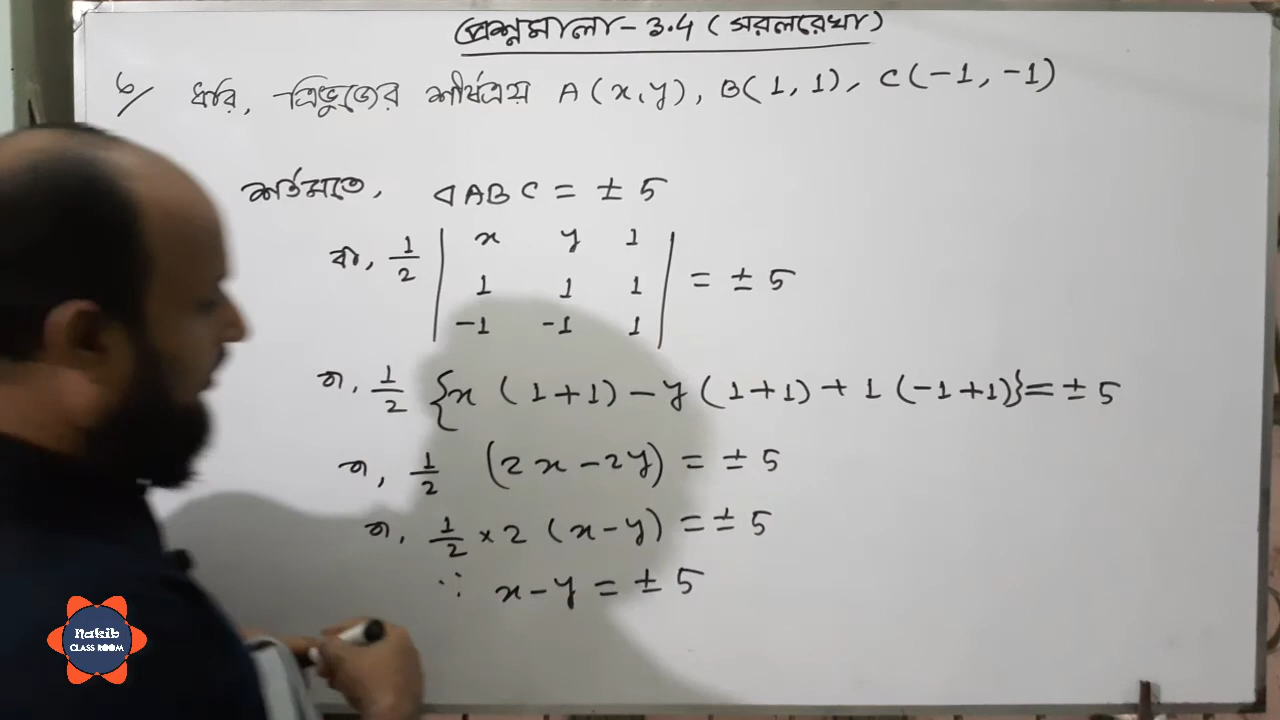 প্রশ্নমালা - 3.4 (সরলরেখা)
৬/ ধরি, ত্রিভুজের শীর্ষত্রয় A(x,y), B(1,1), C(-1,-1)
শর্তমতে, △ABC = ± 5
বা, 1/2 | x y 1 | = ± 5
1 1 1
-1 -1 1
বা, 1/2 {x (1+1) - y (1+1) + 1 (-1+1)} = ± 5
বা, 1/2 (2x - 2y) = ± 5
বা, 1/2 × 2 (x-y) = ± 5
∵ x - y = ± 5
Nakib
CLASS ROOM